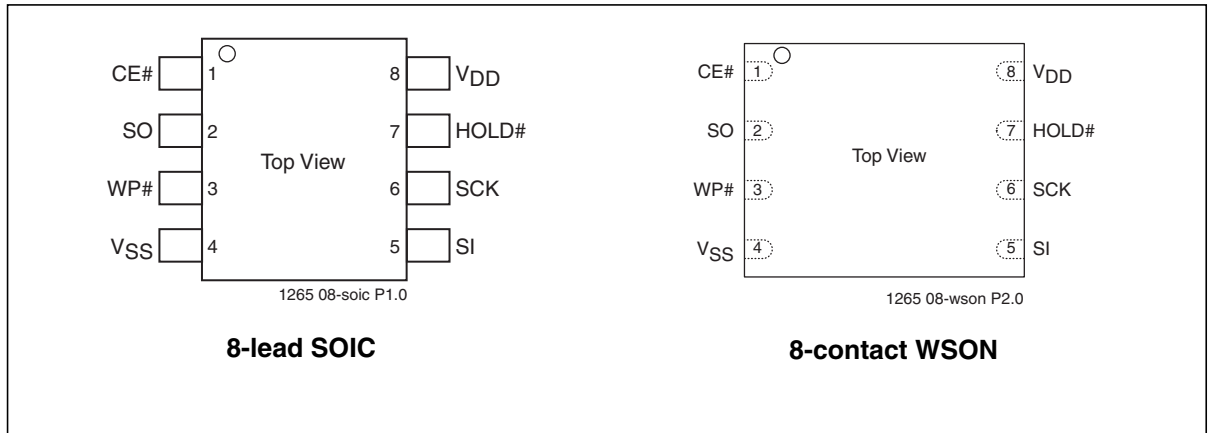 CE# 1 8 VDD
SO 2 7 HOLD#
Top View
WP# 3 6 SCK
VSS 4 5 SI
1265 08-soic P1.0
8-lead SOIC
CE# 1 8 VDD
SO 2 7 HOLD#
Top View
WP# 3 6 SCK
VSS 4 5 SI
1265 08-wson P2.0
8-contact WSON